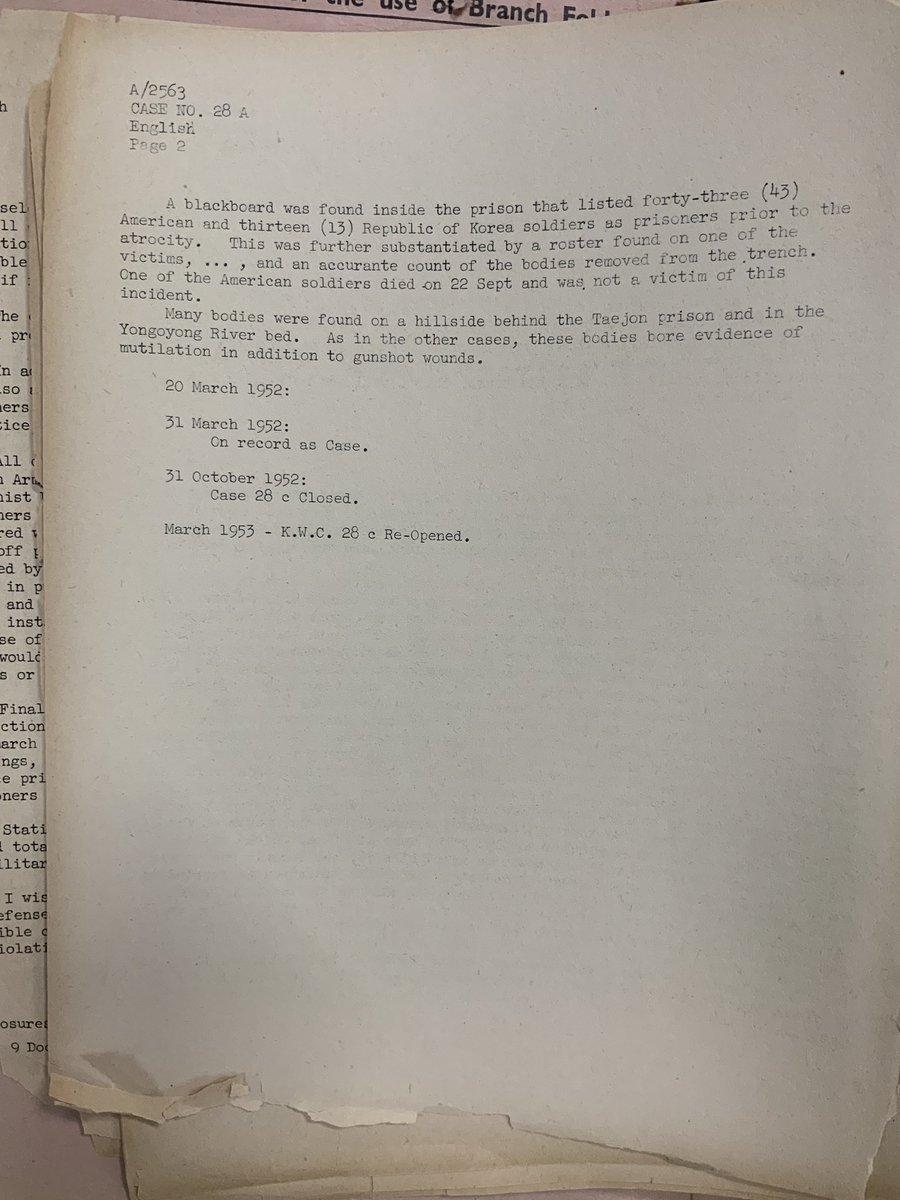 the use of Branch
A/2563
CASE NO. 28 A
English
Page 2
A blackboard was found inside the prison that listed forty-three (43)
American and thirteen (13) Republic of Korea soldiers as prisoners prior to the
atrocity. This was further substantiated by a roster found on one of the
victims, ... , and an accurante count of the bodies removed from the trench.
One of the American soldiers died on 22 Sept and was not a victim of this
incident.
Many bodies were found on a hillside behind the Taejon prison and in the
Yongoyong River bed. As in the other cases, these bodies bore evidence of
mutilation in addition to gunshot wounds.
20 March 1952:
31 March 1952:
On record as Case.
31 October 1952:
Case 28 c Closed.
March 1953 - K.W.C. 28 c Re-Opened.